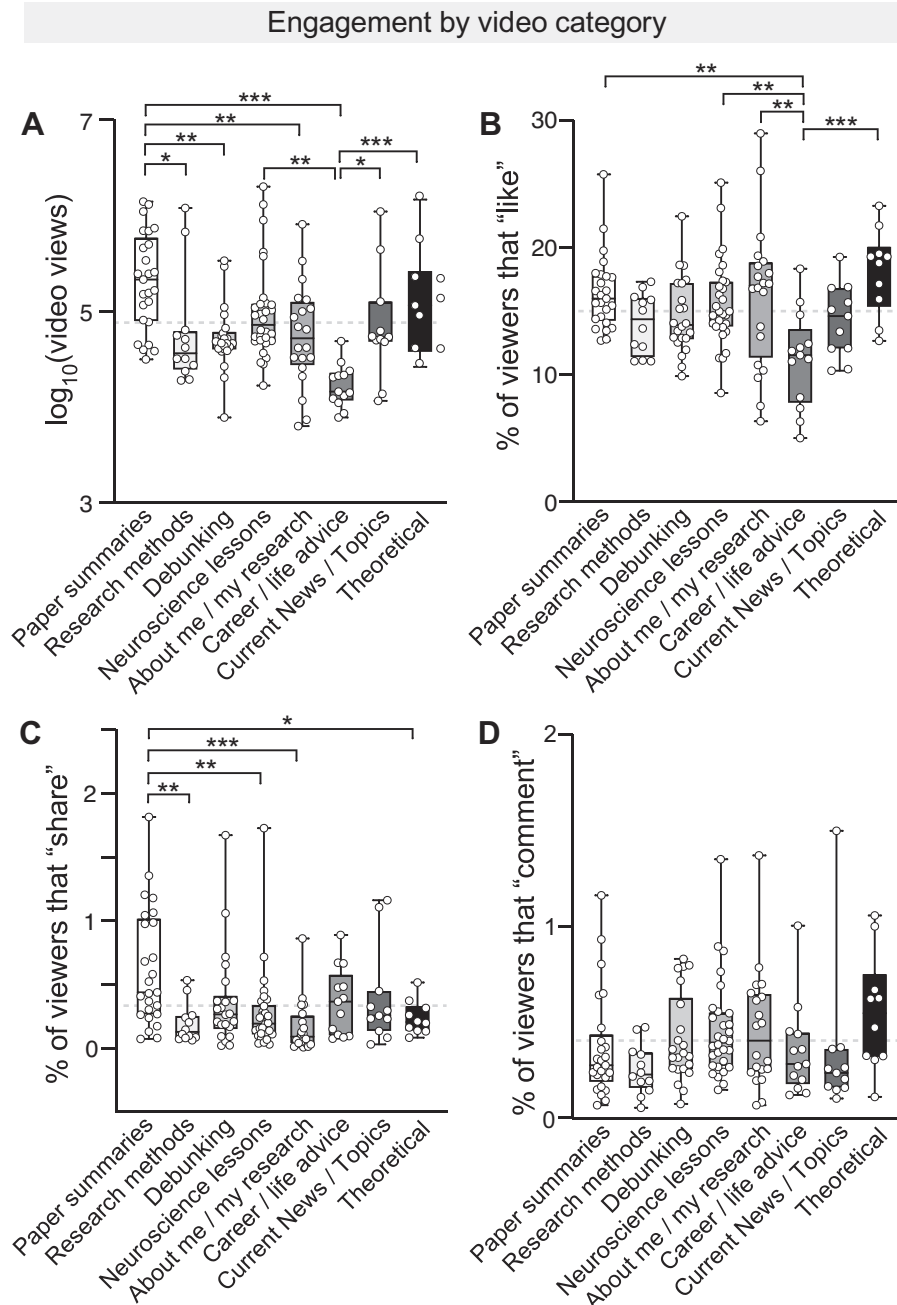 Engagement by video category
A
log10(video views)
7
5
3
***
**
**
*
**
***
*
Paper summaries
Research methods
Debunking
Neuroscience lessons
About me / my research
Career / life advice
Current News / Topics
Theoretical
B
% of viewers that “like”
30
20
10
0
**
**
**
***
Paper summaries
Research methods
Debunking
Neuroscience lessons
About me / my research
Career / life advice
Current News / Topics
Theoretical
C
% of viewers that “share”
2
1
0
*
***
**
**
Paper summaries
Research methods
Debunking
Neuroscience lessons
About me / my research
Career / life advice
Current News / Topics
Theoretical
D
% of viewers that “comment”
2
1
0
Paper summaries
Research methods
Debunking
Neuroscience lessons
About me / my research
Career / life advice
Current News / Topics
Theoretical